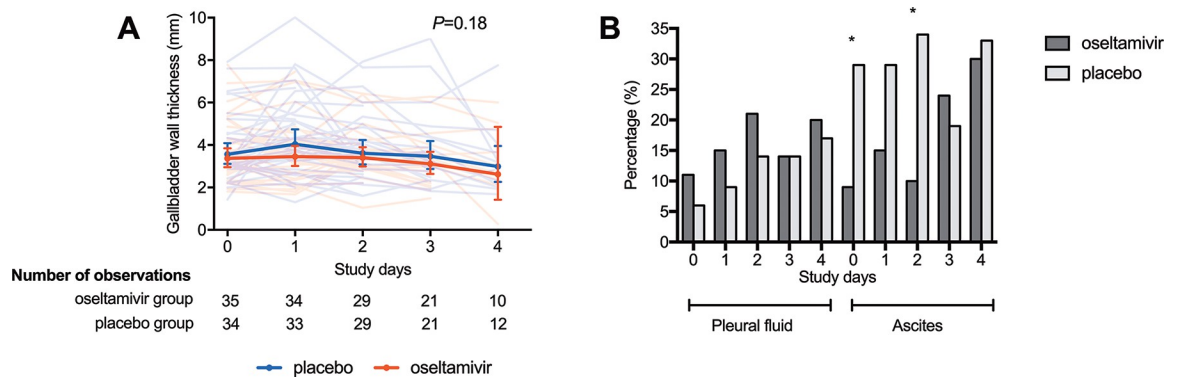 A
P=0.18
Gallbladder wall thickness (mm)
10
8
6
4
2
0
0 1 2 3 4
Study days
Number of observations
oseltamivir group 35 34 29 21 10
placebo group 34 33 29 21 12
placebo oseltamivir
B
* *
oseltamivir
placebo
Percentage (%)
35
30
25
20
15
10
5
0
0 1 2 3 4 0 1 2 3 4
Study days
Pleural fluid Ascites